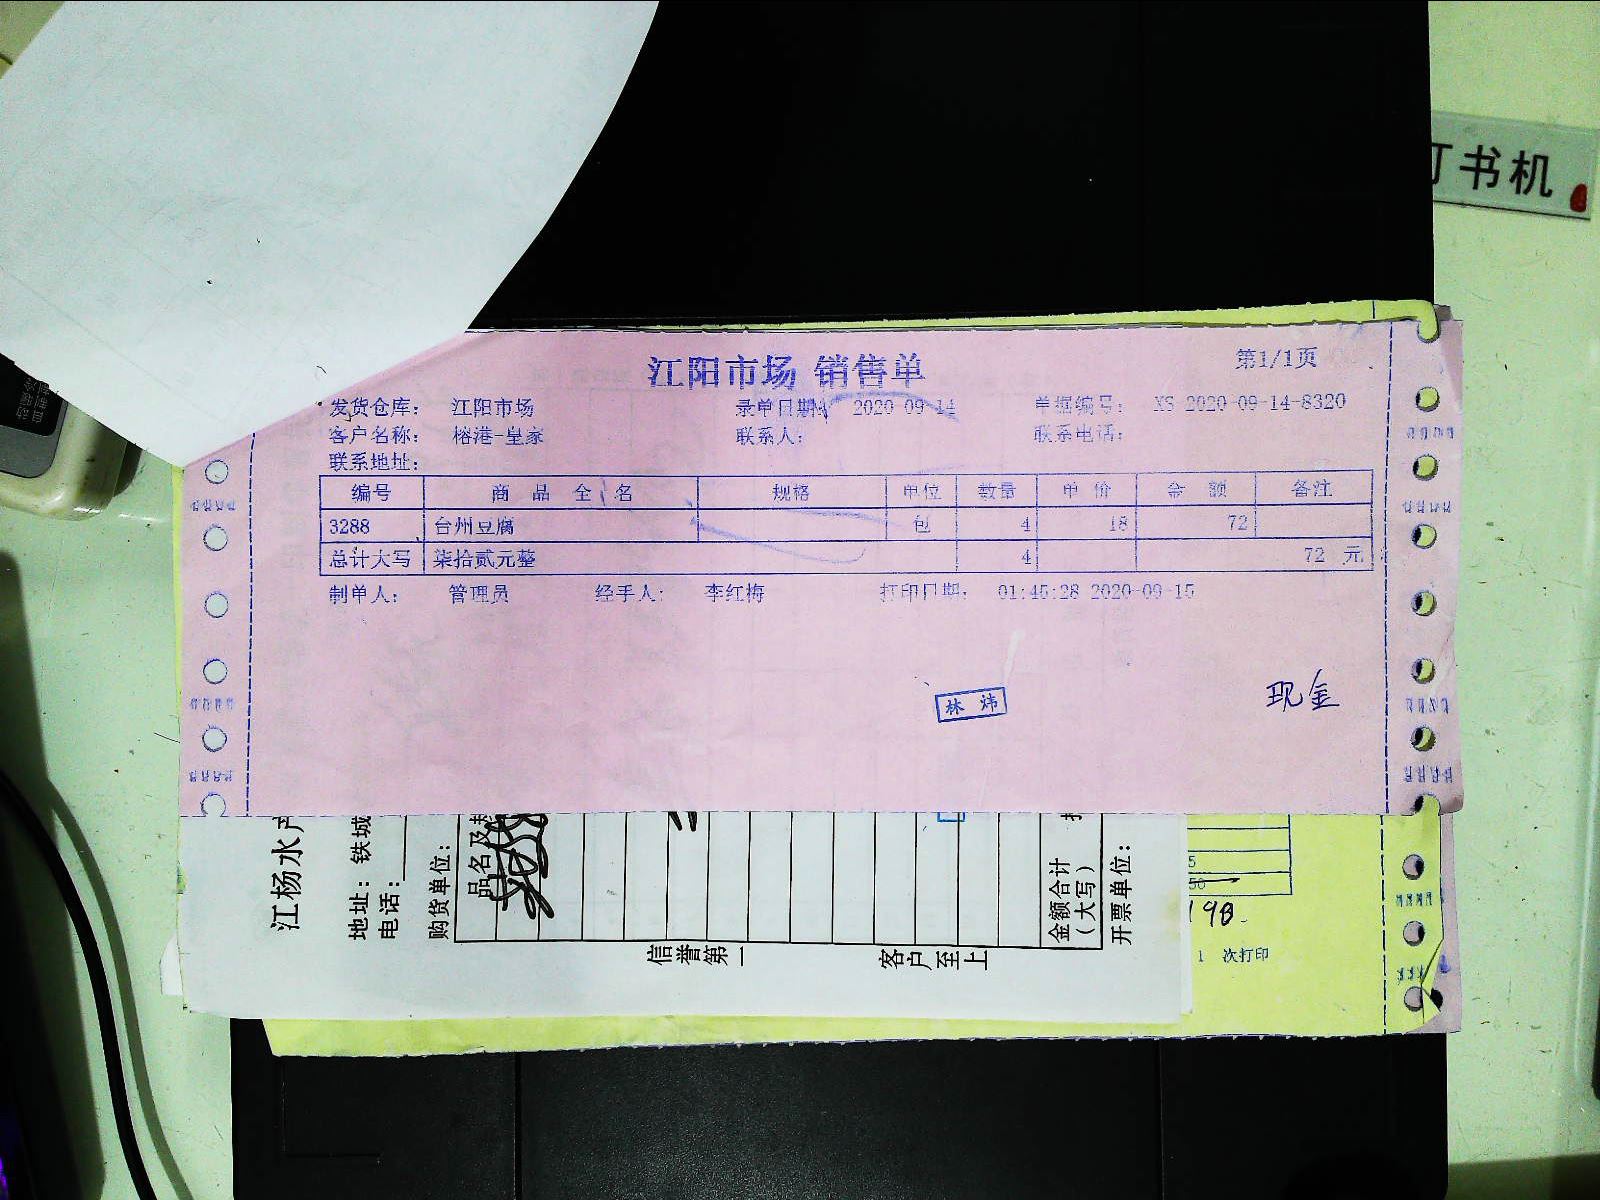 订书机
江阳市场 销售单
第1/1页
发货仓库: 江阳市场 录单日期: 2020-09-14 单据编号: XS-2020-09-14-8320
客户名称: 榕港-皇家 联系人: 联系电话:
联系地址:
编号 商品全名 规格 单位 数量 单价 金额 备注
3288 台州豆腐 包 4 18 72
总计大写 柒拾贰元整 4 72 元
制单人: 管理员 经手人: 李红梅 打印日期: 01:45:28 2020-09-15
林炜
现金
江杨水产
地址: 铁城
电话:
购货单位:
品名及规
金额合计
(大写)
开票单位:
信誉第一
客户至上
198
1 次打印